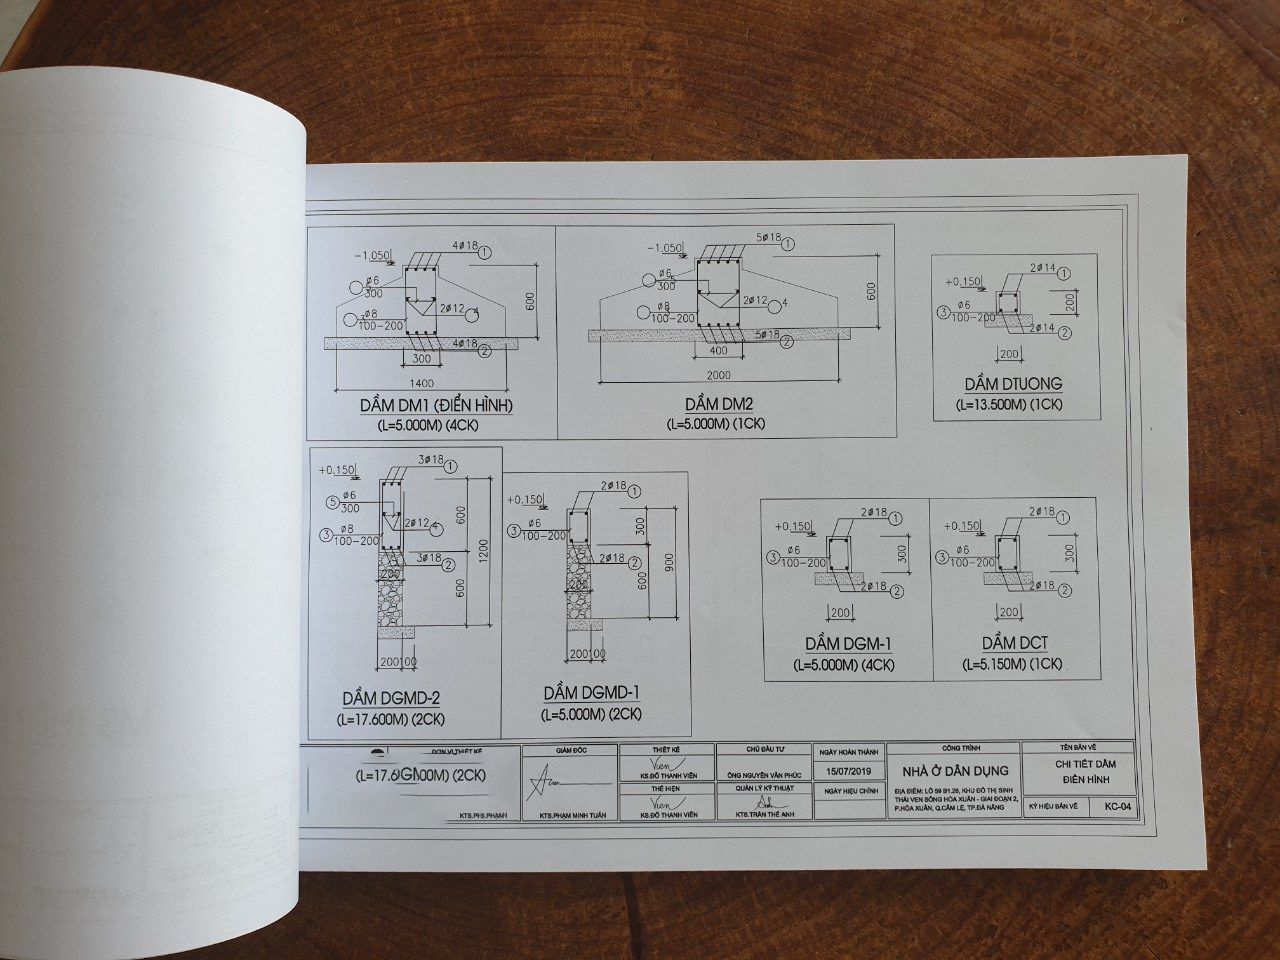 -1,050
4ø18 1
ø6
300
ø8
100-200
2ø12 4
4ø18 2
600
300
1400
DẦM DM1 (ĐIỂN HÌNH)
(L=5.000M) (4CK)
-1,050
5ø18 1
ø6
300
ø8
100-200
2ø12 4
5ø18 2
600
400
2000
DẦM DM2
(L=5.000M) (1CK)
+0,150
2ø14 1
3 ø6
100-200
2ø14 2
200
200
DẦM DTUONG
(L=13.500M) (1CK)
+0,150
3ø18 1
5 ø6
300
3 ø8
100-200
2ø12 4
3ø18 2
600
1200
600
200
200100
DẦM DGMD-2
(L=17.600M) (2CK)
+0,150
2ø18 1
3 ø6
100-200
2ø18 2
300
900
600
200
200100
DẦM DGMD-1
(L=5.000M) (2CK)
+0,150
2ø18 1
3 ø6
100-200
2ø18 2
300
200
DẦM DGM-1
(L=5.000M) (4CK)
+0,150
2ø18 1
3 ø6
100-200
2ø18 2
300
200
DẦM DCT
(L=5.150M) (1CK)
ĐƠN VỊ THIẾT KẾ
(2CK)
GIÁM ĐỐC
KTS.PHẠM MINH TUẤN
THIẾT KẾ
Vien
KS.ĐỖ THANH VIÊN
THỂ HIỆN
Vien
KS.ĐỖ THANH VIÊN
CHỦ ĐẦU TƯ
ÔNG NGUYỄN VĂN PHÚC
QUẢN LÝ KỸ THUẬT
KTS.TRẦN THẾ ANH
NGÀY HOÀN THÀNH
15/07/2019
NGÀY HIỆU CHỈNH
CÔNG TRÌNH
NHÀ Ở DÂN DỤNG
ĐỊA ĐIỂM: LÔ 59 B1.26, KHU ĐÔ THỊ SINH
THÁI VEN SÔNG HÒA XUÂN - GIAI ĐOẠN 2,
P.HÒA XUÂN, Q.CẨM LỆ, TP.ĐÀ NẴNG
TÊN BẢN VẼ
CHI TIẾT DẦM
ĐIỂN HÌNH
KÝ HIỆU BẢN VẼ KC-04